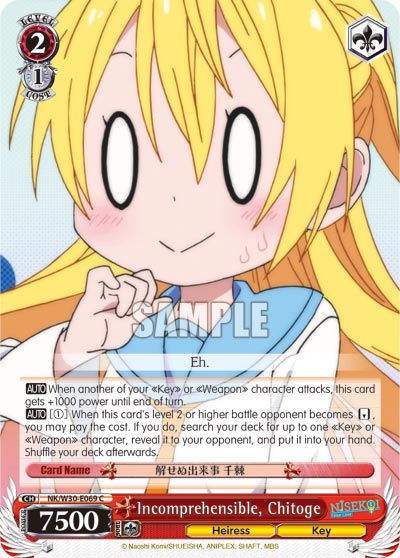 LEVEL
2
1
COST
SAMPLE
Eh.
AUTO When another of your «Key» or «Weapon» character attacks, this card
gets +1000 power until end of turn.
AUTO [①] When this card's level 2 or higher battle opponent becomes [ ],
you may pay the cost. If you do, search your deck for up to one «Key» or
«Weapon» character, reveal it to your opponent, and put it into your hand.
Shuffle your deck afterwards.
Card Name
解せぬ出来事 千棘
CH NK/W30-E069 C
POWER
7500
SOUL
Incomprehensible, Chitoge
NISEKOI
FALSE LOVE
Heiress
Key
© Naoshi Komi/SHUEISHA, ANIPLEX, SHAFT, MBS